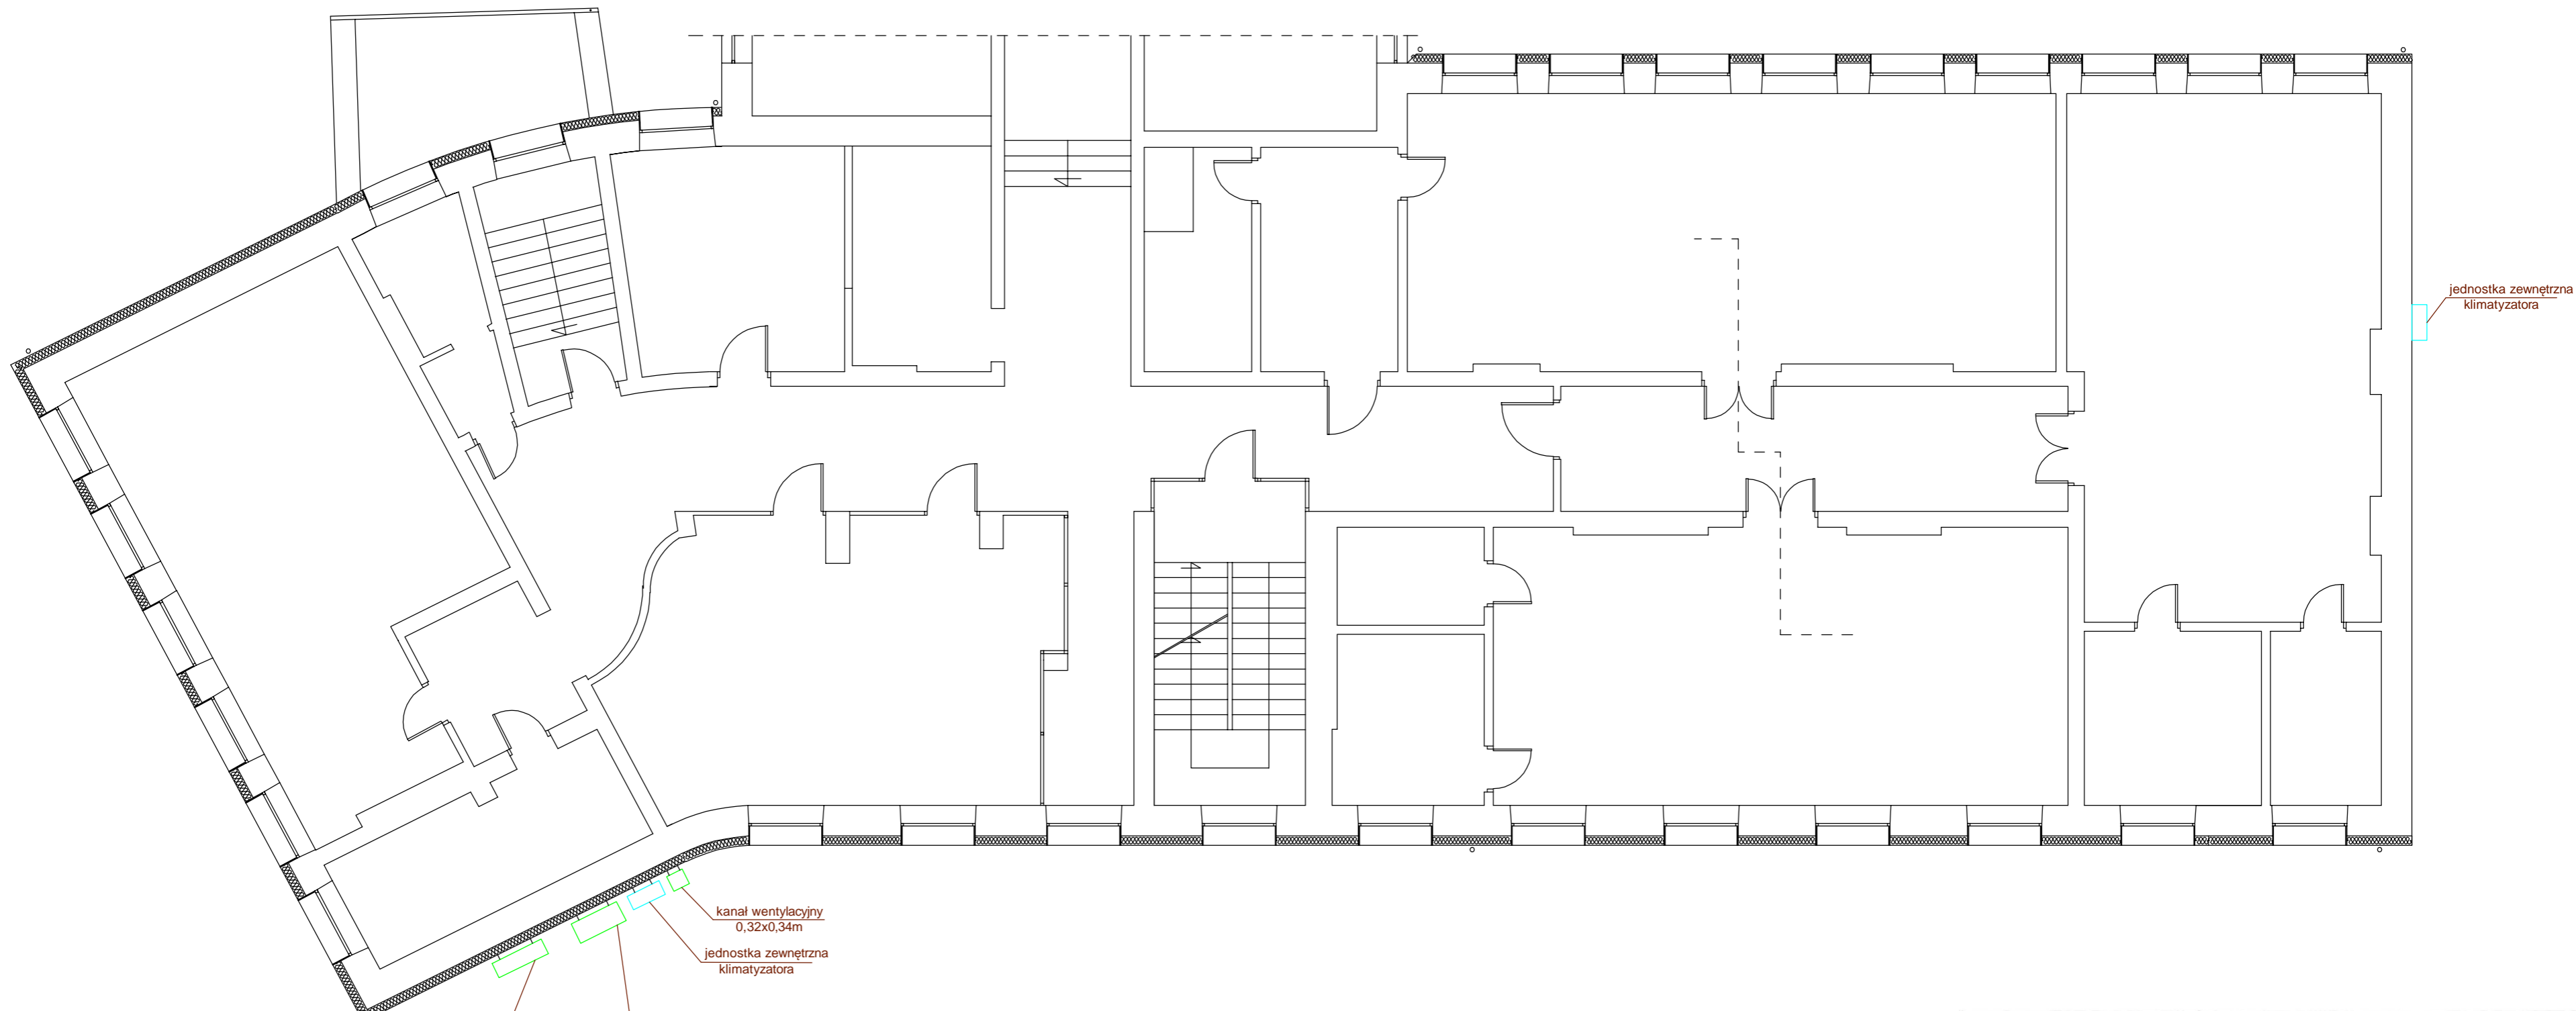 jednostka zewnętrzna
klimatyzatora
kanał wentylacyjny
0,32x0,34m
jednostka zewnętrzna
klimatyzatora